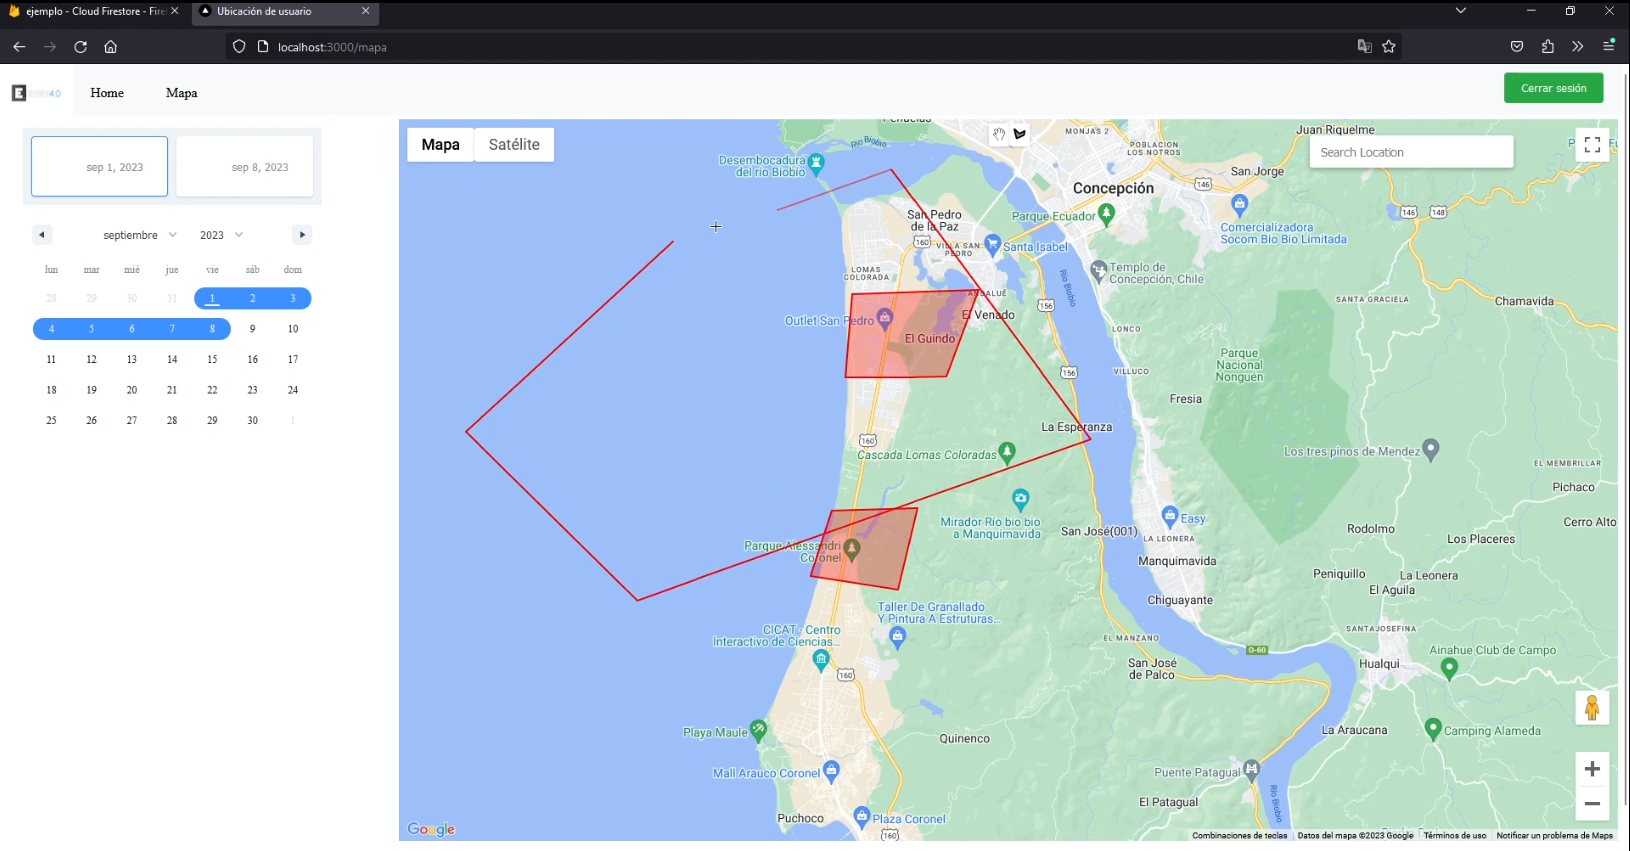 ejemplo - Cloud Firestore - Fire
Ubicación de usuario
localhost:3000/mapa
4.0
Home
Mapa
Cerrar sesión
sep 1, 2023
sep 8, 2023
septiembre
2023
lun mar mié jue vie sáb dom
28 29 30 31 1 2 3
4 5 6 7 8 9 10
11 12 13 14 15 16 17
18 19 20 21 22 23 24
25 26 27 28 29 30 1
Mapa
Satélite
Search Location
Desembocadura
del río Biobío
Río Biobío
MONJAS 2
POBLACION
LOS NOTROS
Juan Riquelme
San Jorge
Concepción
146
146
148
San Pedro
de la Paz
160
VILLA SAN
PEDRO
Parque Ecuador
Santa Isabel
Comercializadora
Socom Bio Bio Limitada
LOMAS
COLORADA
Templo de
Concepción, Chile
Río Biobío
ANDALUÉ
156
SANTA GRACIELA
Chamavida
Outlet San Pedro
El Venado
El Guindo
LONCO
Parque
Nacional
Nonguen
156
VILLUCO
Fresia
La Esperanza
160
Cascada Lomas Coloradas
Los tres pinos de Mendez
EL MEMBRILLAR
Pichaco
Mirador Río bio bio
a Manquimavida
San José(001)
Easy
LA LEONERA
Rodolmo
Cerro Alto
Los Placeres
Parque Alessandri
Coronel
Manquimavida
Peniquillo
La Leonera
El Aguila
Chiguayante
Taller De Granallado
Y Pintura A Estruturas...
CICAT - Centro
Interactivo de Ciencias...
SANTAJOSEFINA
EL MANZANO
O-60
Ainahue Club de Campo
Hualqui
San José
de Palco
160
Playa Maule
Quinenco
La Araucana
Camping Alameda
Mall Arauco Coronel
Puente Patagual
Río Biobío
El Patagual
Puchoco
Plaza Coronel
160
Google
Combinaciones de teclas
Datos del mapa ©2023 Google
Términos de uso
Notificar un problema de Maps